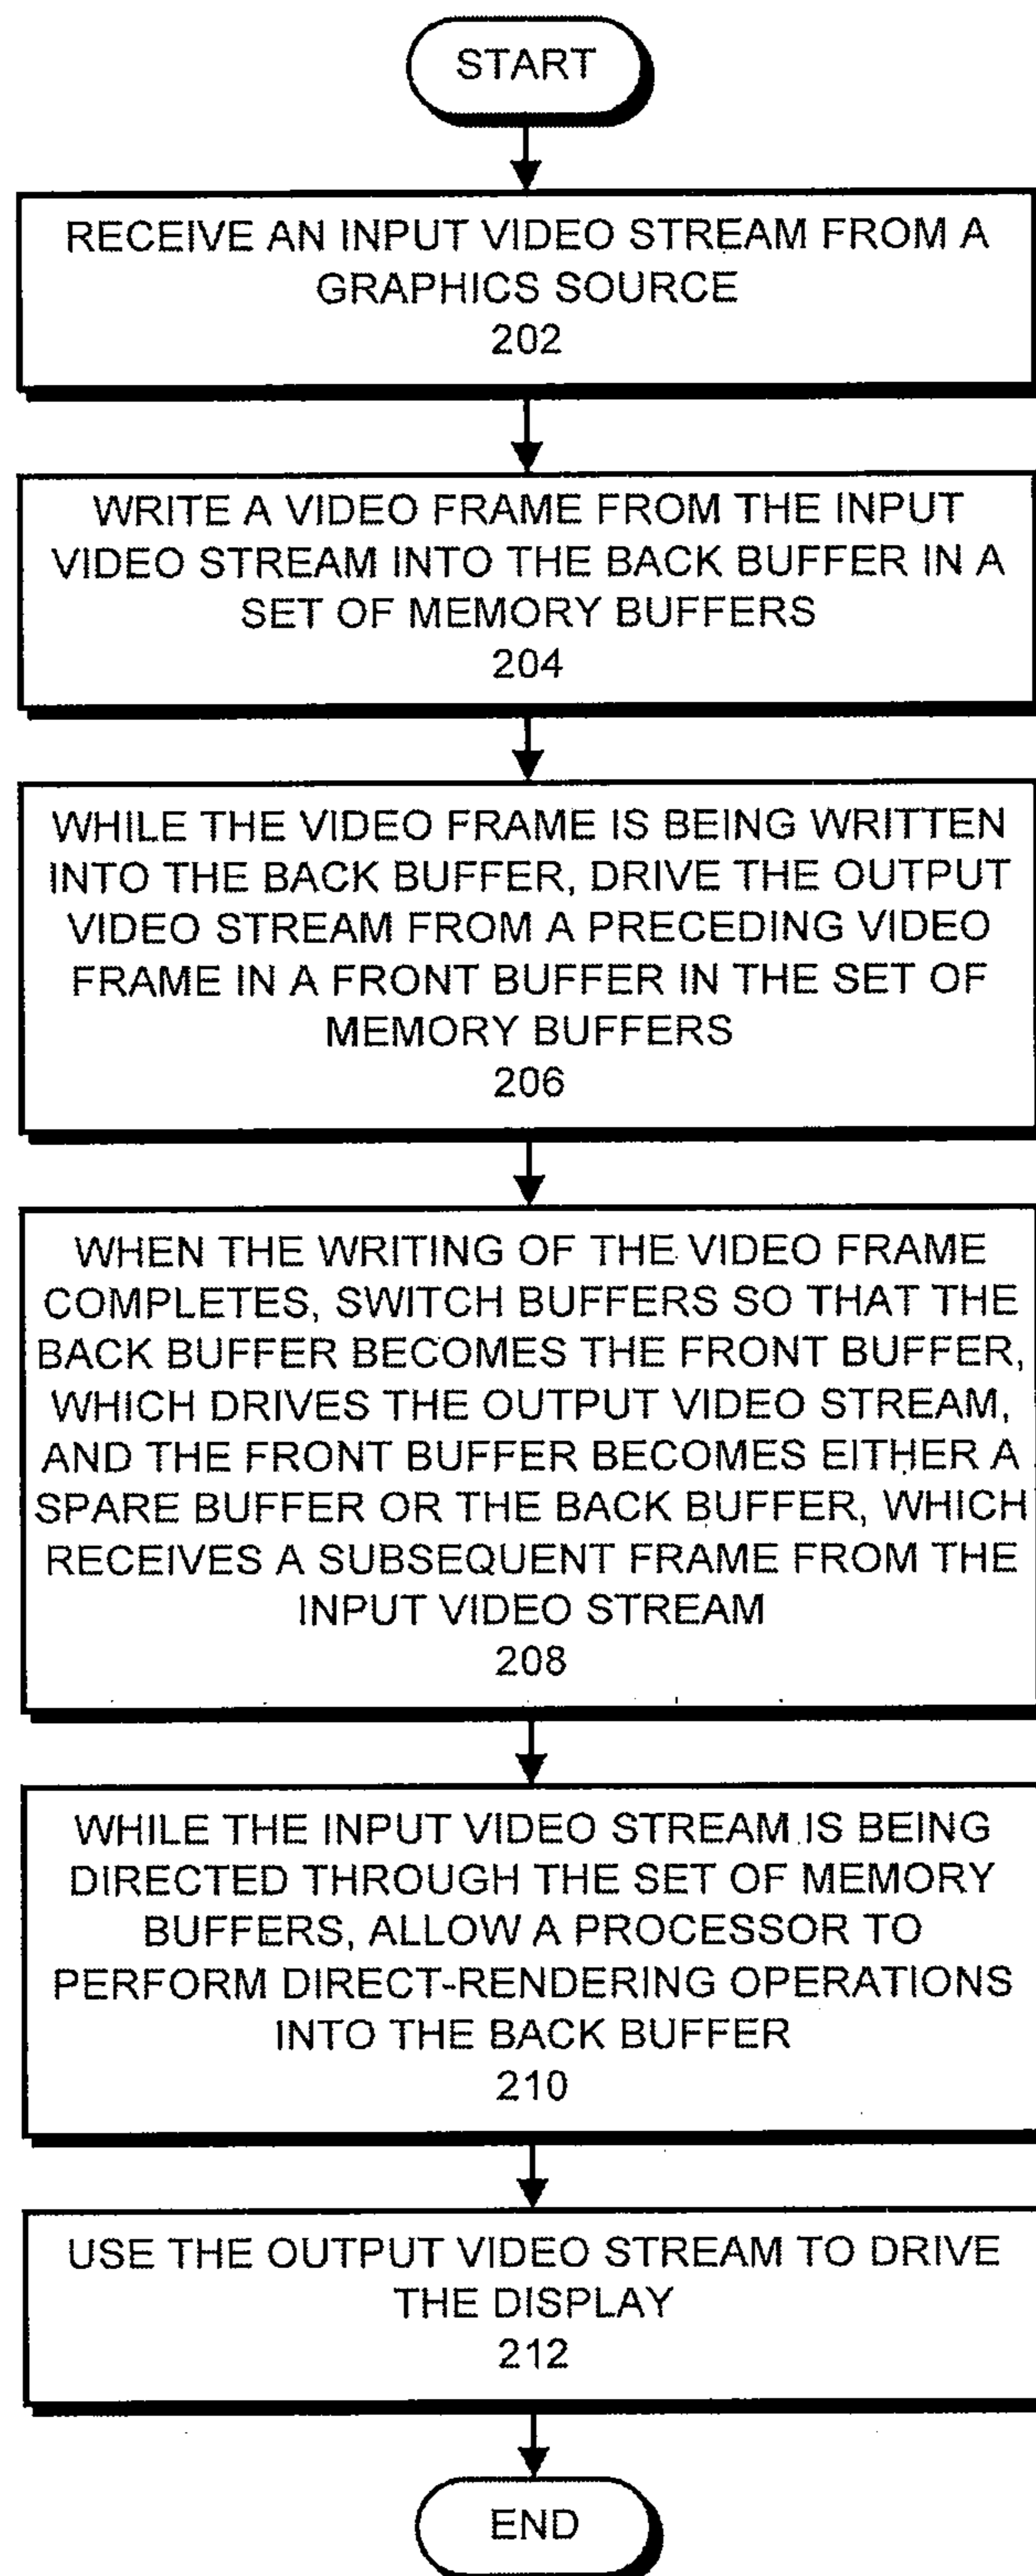 START
RECEIVE AN INPUT VIDEO STREAM FROM A
GRAPHICS SOURCE
202
WRITE A VIDEO FRAME FROM THE INPUT
VIDEO STREAM INTO THE BACK BUFFER IN A
SET OF MEMORY BUFFERS
204
WHILE THE VIDEO FRAME IS BEING WRITTEN
INTO THE BACK BUFFER, DRIVE THE OUTPUT
VIDEO STREAM FROM A PRECEDING VIDEO
FRAME IN A FRONT BUFFER IN THE SET OF
MEMORY BUFFERS
206
WHEN THE WRITING OF THE VIDEO FRAME
COMPLETES, SWITCH BUFFERS SO THAT THE
BACK BUFFER BECOMES THE FRONT BUFFER,
WHICH DRIVES THE OUTPUT VIDEO STREAM,
AND THE FRONT BUFFER BECOMES EITHER A
SPARE BUFFER OR THE BACK BUFFER, WHICH
RECEIVES A SUBSEQUENT FRAME FROM THE
INPUT VIDEO STREAM
208
WHILE THE INPUT VIDEO STREAM IS BEING
DIRECTED THROUGH THE SET OF MEMORY
BUFFERS, ALLOW A PROCESSOR TO
PERFORM DIRECT-RENDERING OPERATIONS
INTO THE BACK BUFFER
210
USE THE OUTPUT VIDEO STREAM TO DRIVE
THE DISPLAY
212
END